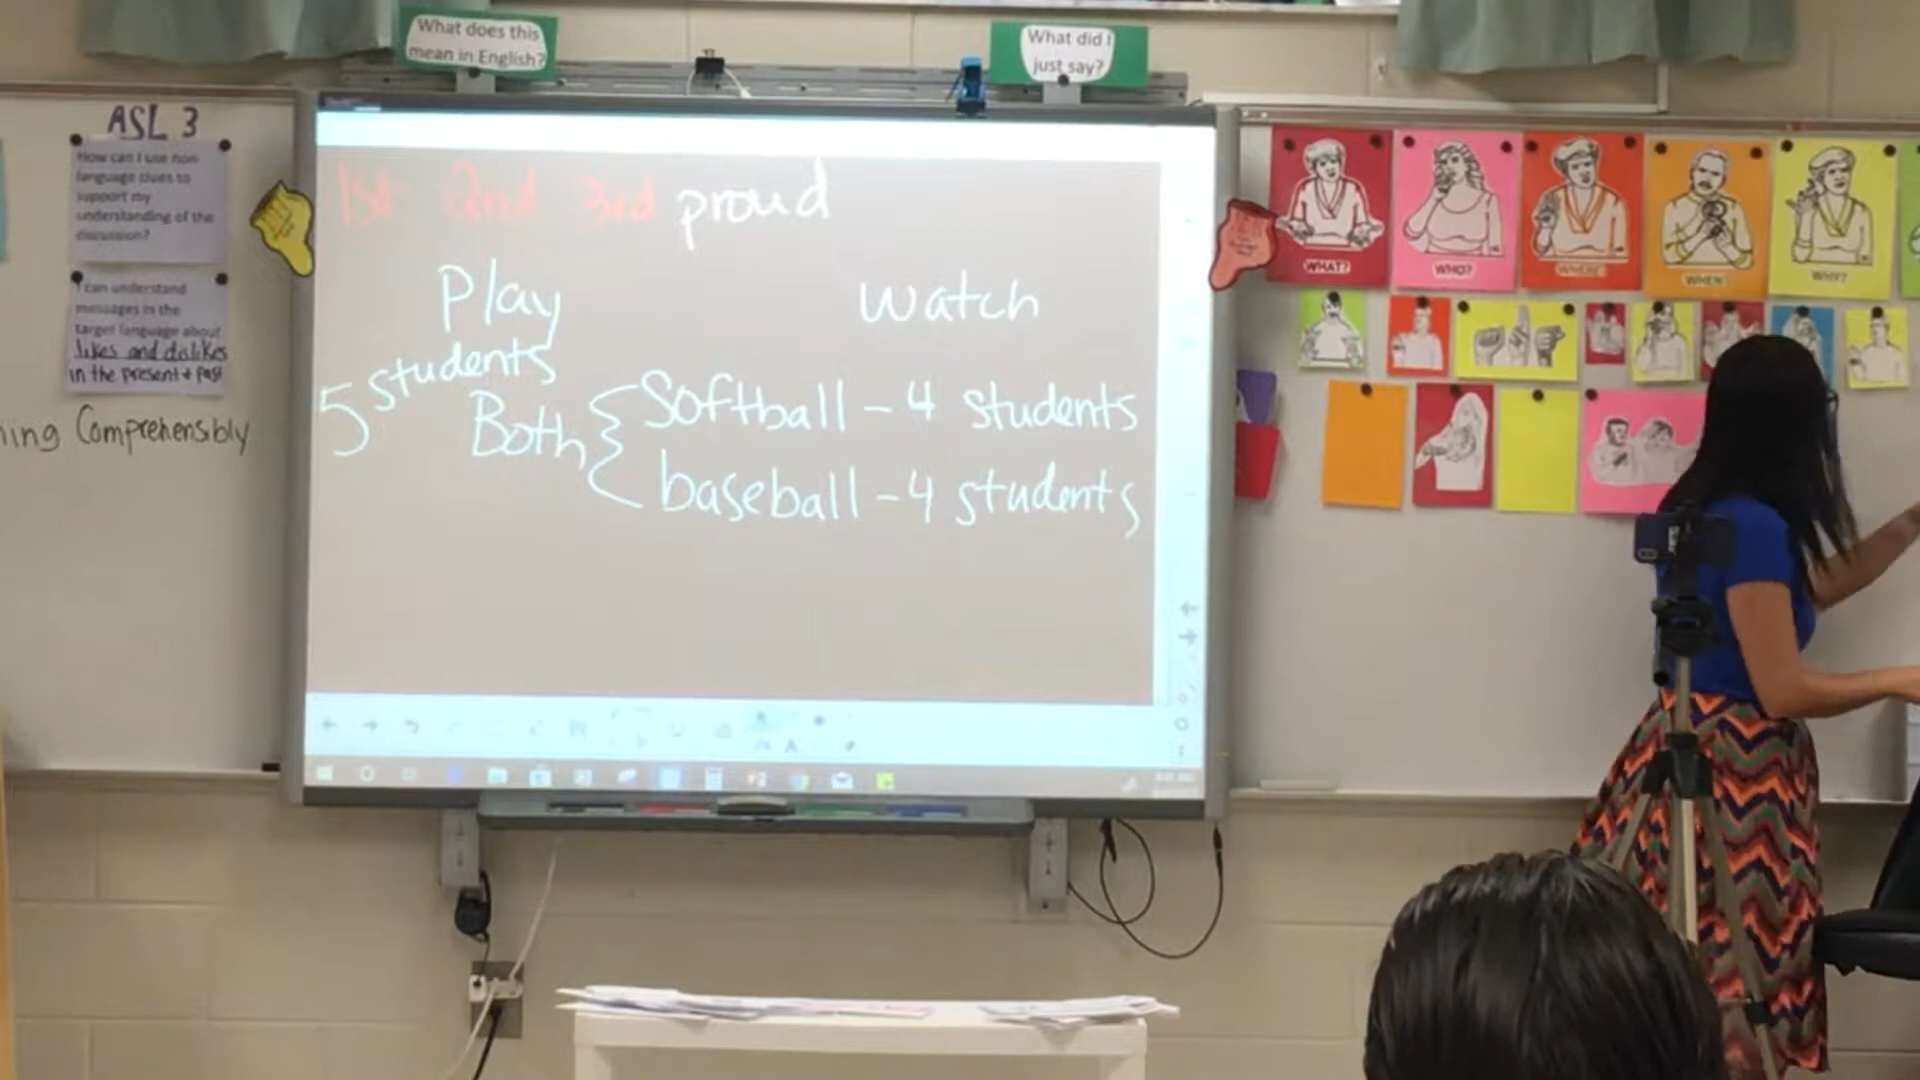 What does this
mean in English?
What did I
just say?
ASL 3
How can I use non-
language clues to
support my
understanding of the
discussion?
I can understand
messages in the
target language about
likes and dislikes
in the present + past
Comprehensibly
1st 2nd 3rd proud
Play
watch
5 students
Both { Softball - 4 students
baseball - 4 students
WHAT?
WHO?
WHERE?
WHEN?
WHY?